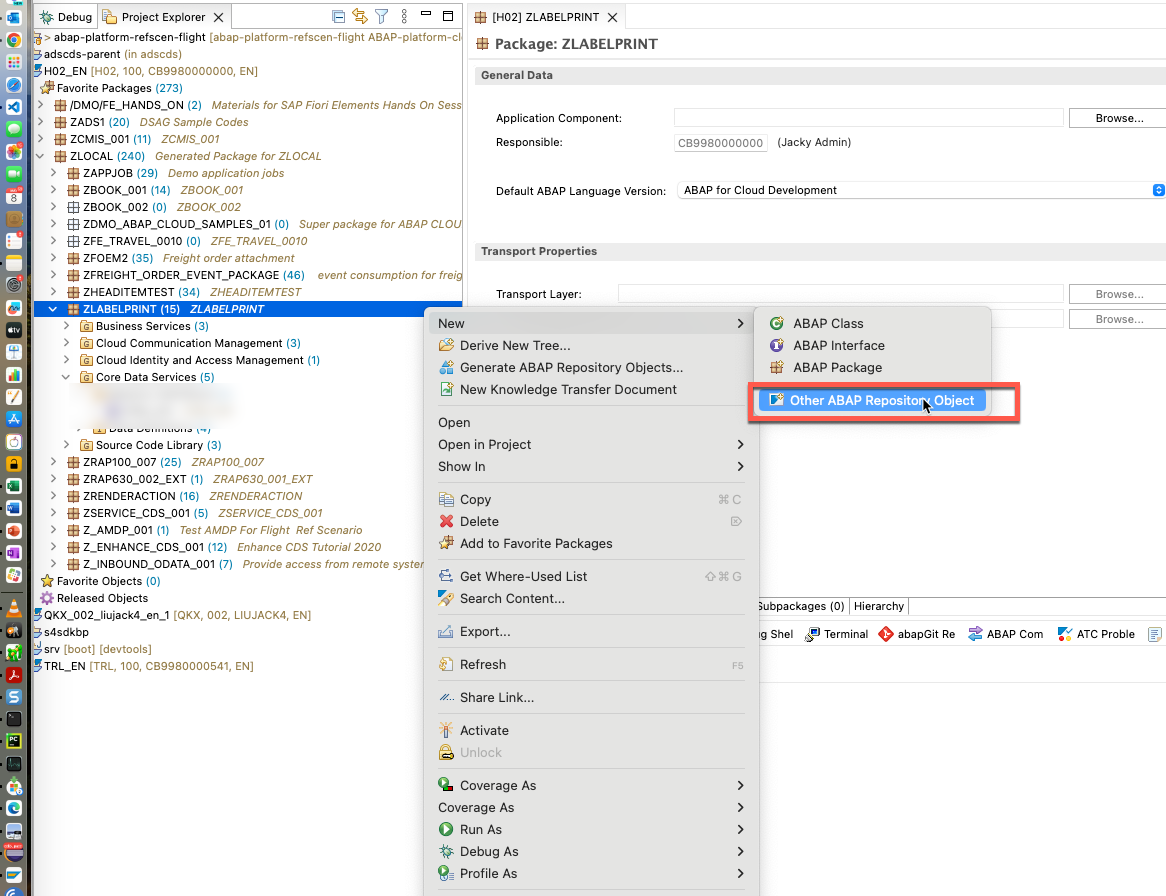 Debug
Project Explorer
> abap-platform-refscen-flight [abap-platform-refscen-flight ABAP-platform-clo
adscds-parent (in adscds)
H02_EN [H02, 100, CB9980000000, EN]
Favorite Packages (273)
/DMO/FE_HANDS_ON (2) Materials for SAP Fiori Elements Hands On Sess
ZADS1 (20) DSAG Sample Codes
ZCMIS_001 (11) ZCMIS_001
ZLOCAL (240) Generated Package for ZLOCAL
ZAPPJOB (29) Demo application jobs
ZBOOK_001 (14) ZBOOK_001
ZBOOK_002 (0) ZBOOK_002
ZDMO_ABAP_CLOUD_SAMPLES_01 (0) Super package for ABAP CLOU
ZFE_TRAVEL_0010 (0) ZFE_TRAVEL_0010
ZFOEM2 (35) Freight order attachment
ZFREIGHT_ORDER_EVENT_PACKAGE (46) event consumption for freig
ZHEADITEMTEST (34) ZHEADITEMTEST
ZLABELPRINT (15) ZLABELPRINT
Business Services (3)
Cloud Communication Management (3)
Cloud Identity and Access Management (1)
Core Data Services (5)
Data Definitions (4)
Source Code Library (3)
ZRAP100_007 (25) ZRAP100_007
ZRAP630_002_EXT (1) ZRAP630_001_EXT
ZRENDERACTION (16) ZRENDERACTION
ZSERVICE_CDS_001 (5) ZSERVICE_CDS_001
Z_AMDP_001 (1) Test AMDP For Flight Ref Scenario
Z_ENHANCE_CDS_001 (12) Enhance CDS Tutorial 2020
Z_INBOUND_ODATA_001 (7) Provide access from remote syster
Favorite Objects (0)
Released Objects
QKX_002_liujack4_en_1 [QKX, 002, LIUJACK4, EN]
s4sdkbp
srv [boot] [devtools]
TRL_EN [TRL, 100, CB9980000541, EN]
[H02] ZLABELPRINT
Package: ZLABELPRINT
General Data
Application Component:
Browse...
Responsible:
CB9980000000
(Jacky Admin)
Default ABAP Language Version:
ABAP for Cloud Development
Transport Properties
Transport Layer:
Browse...
Browse...
New
Derive New Tree...
Generate ABAP Repository Objects...
New Knowledge Transfer Document
Open
Open in Project
Show In
Copy ⌘ C
Delete
Add to Favorite Packages
Get Where-Used List ⇧⌘ G
Search Content...
Export...
Refresh F5
Share Link...
Activate
Unlock
Coverage As
Coverage As
Run As
Debug As
Profile As
ABAP Class
ABAP Interface
ABAP Package
Other ABAP Repository Object
Subpackages (0)
Hierarchy
ug Shel
Terminal
abapGit Re
ABAP Com
ATC Proble